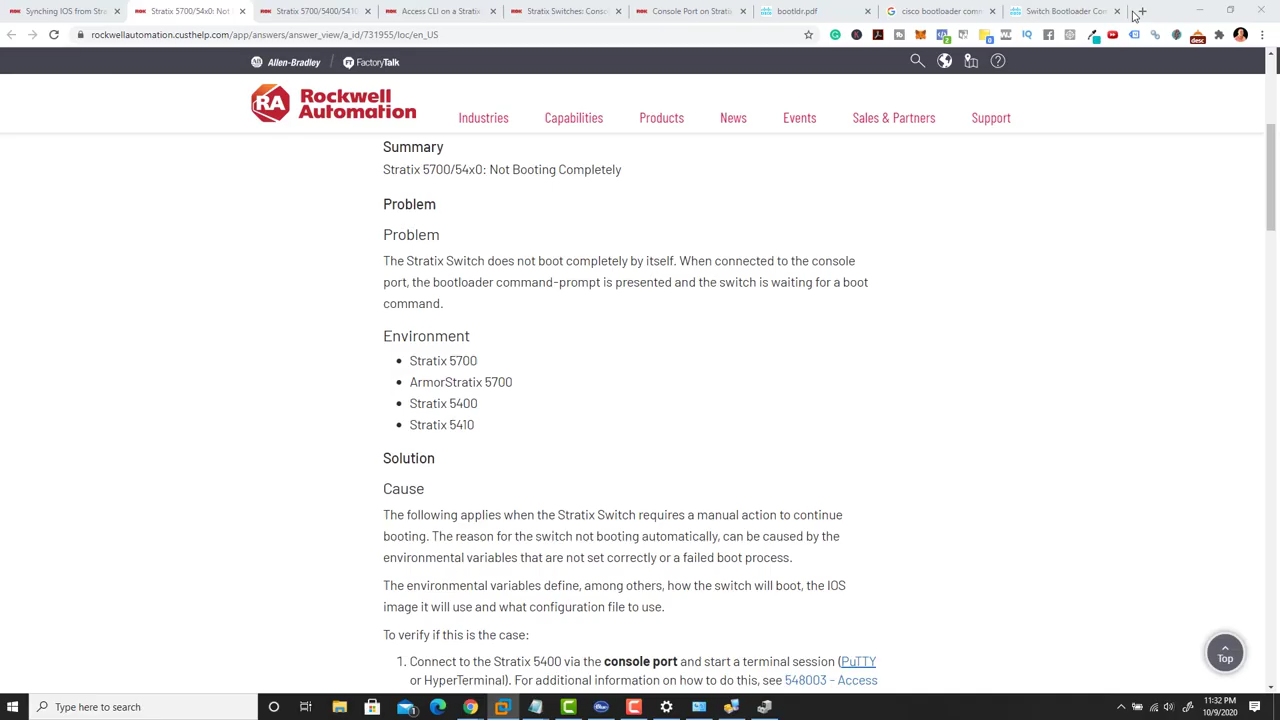 Synching IOS from Stra
Stratix 5700/54x0: Not
Stratix 5700/5400/5410
Access CLI on a Stratix
Stratix Switches: Conso
Console Port on Stratix
bootldr.pdf
cisco bootloader com
Switch Bootloader Co
rockwellautomation.custhelp.com/app/answers/answer_view/a_id/731955/loc/en_US
Allen-Bradley
FactoryTalk
RA Rockwell Automation
Industries
Capabilities
Products
News
Events
Sales & Partners
Support
Summary
Stratix 5700/54x0: Not Booting Completely
Problem
Problem
The Stratix Switch does not boot completely by itself. When connected to the console
port, the bootloader command-prompt is presented and the switch is waiting for a boot
command.
Environment
Stratix 5700
ArmorStratix 5700
Stratix 5400
Stratix 5410
Solution
Cause
The following applies when the Stratix Switch requires a manual action to continue
booting. The reason for the switch not booting automatically, can be caused by the
environmental variables that are not set correctly or a failed boot process.
The environmental variables define, among others, how the switch will boot, the IOS
image it will use and what configuration file to use.
To verify if this is the case:
1. Connect to the Stratix 5400 via the console port and start a terminal session (PuTTY
or HyperTerminal). For additional information on how to do this, see 548003 - Access
Top
Type here to search
11:32 PM
10/9/2020